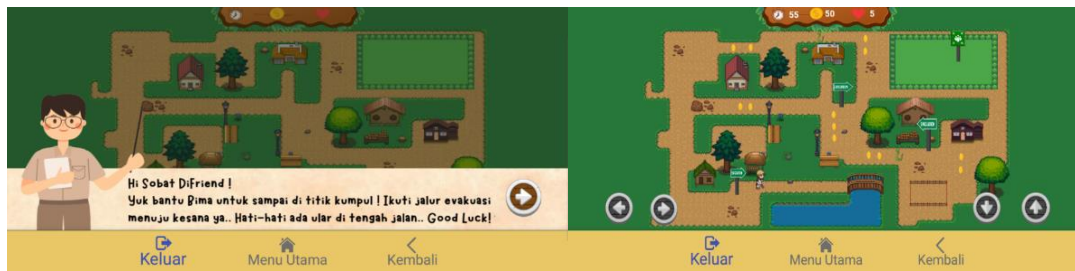 Hi Sobat DiFriend !
Yuk bantu Bima untuk sampai di titik kumpul ! Ikuti jalur evakuasi
menuju kesana ya.. Hati-hati ada ular di tengah jalan.. Good Luck!
Keluar
Menu Utama
Kembali
55 50 5
Keluar
Menu Utama
Kembali